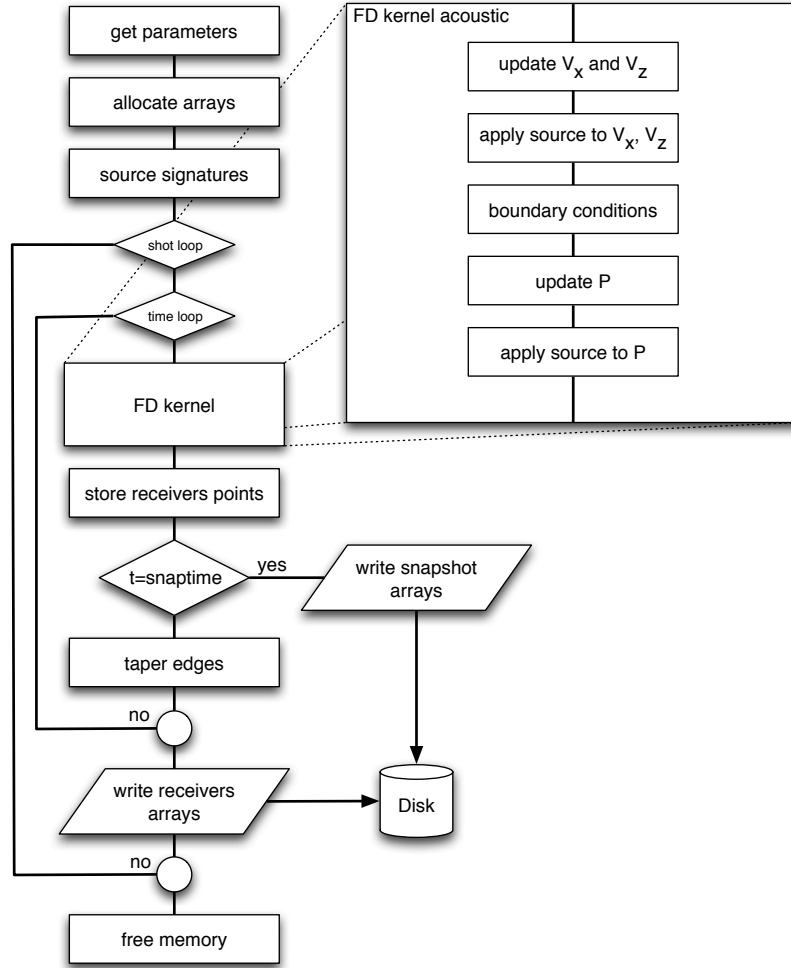 get parameters
allocate arrays
source signatures
shot loop
time loop
FD kernel
store receivers points
t=snaptime
yes
write snapshot
arrays
taper edges
no
write receivers
arrays
Disk
no
free memory
FD kernel acoustic
update Vx and Vz
apply source to Vx, Vz
boundary conditions
update P
apply source to P